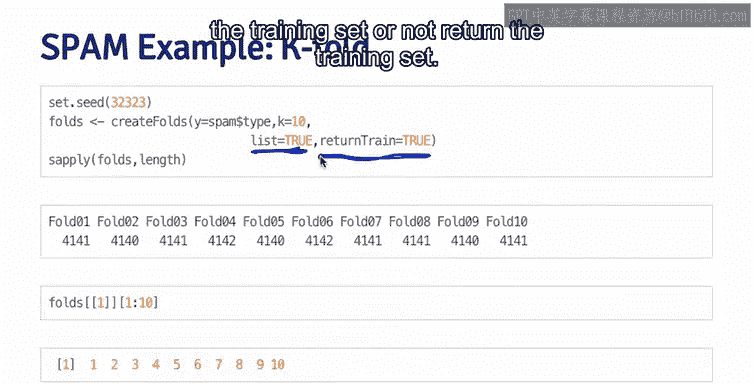 the training set or not return the
training set.
SPAM Example: K-fold
set.seed(32323)
folds <- createFolds(y=spam$type,k=10,
list=TRUE,returnTrain=TRUE)
sapply(folds,length)
Fold01 Fold02 Fold03 Fold04 Fold05 Fold06 Fold07 Fold08 Fold09 Fold10
4141 4140 4141 4142 4140 4142 4141 4141 4140 4141
folds[[1]][1:10]
[1] 1 2 3 4 5 6 7 8 9 10